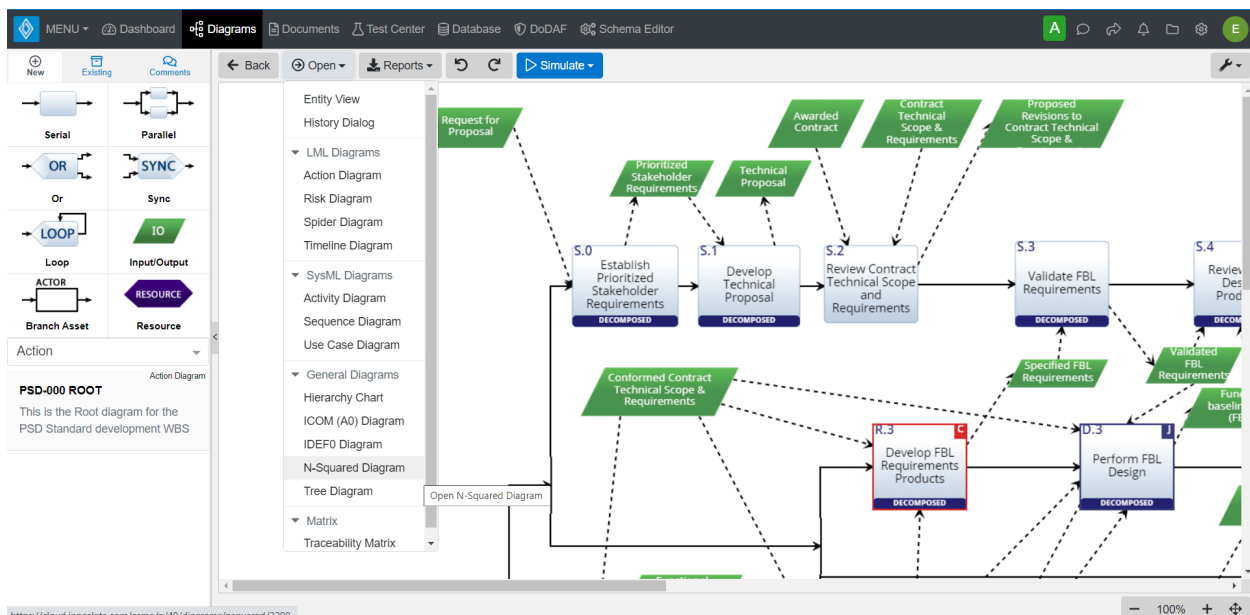 MENU Dashboard Diagrams Documents Test Center Database DoDAF Schema Editor A E
New Existing Comments
Back Open Reports Simulate
Serial Parallel
OR SYNC
Or Sync
LOOP IO
Loop Input/Output
ACTOR RESOURCE
Branch Asset Resource
Action
Action Diagram
PSD-000 ROOT
This is the Root diagram for the
PSD Standard development WBS
Entity View
History Dialog
LML Diagrams
Action Diagram
Risk Diagram
Spider Diagram
Timeline Diagram
SysML Diagrams
Activity Diagram
Sequence Diagram
Use Case Diagram
General Diagrams
Hierarchy Chart
ICOM (A0) Diagram
IDEF0 Diagram
N-Squared Diagram
Tree Diagram
Matrix
Traceability Matrix
Open N-Squared Diagram
Request for
Proposal
Awarded
Contract
Contract
Technical
Scope &
Requirements
Proposed
Revisions to
Contract Technical
Scope &
Prioritized
Stakeholder
Requirements
Technical
Proposal
S.0
Establish
Prioritized
Stakeholder
Requirements
DECOMPOSED
S.1
Develop
Technical
Proposal
DECOMPOSED
S.2
Review Contract
Technical Scope
and
Requirements
S.3
Validate FBL
Requirements
DECOMPOSED
S.4
Review
Des
Prod
DECOM
Conformed Contract
Technical Scope &
Requirements
Specified FBL
Requirements
Validated
FBL
Requirements
Func
baselin
(FB
R.3 C
Develop FBL
Requirements
Products
DECOMPOSED
D.3 J
Perform FBL
Design
DECOMPOSED
100%